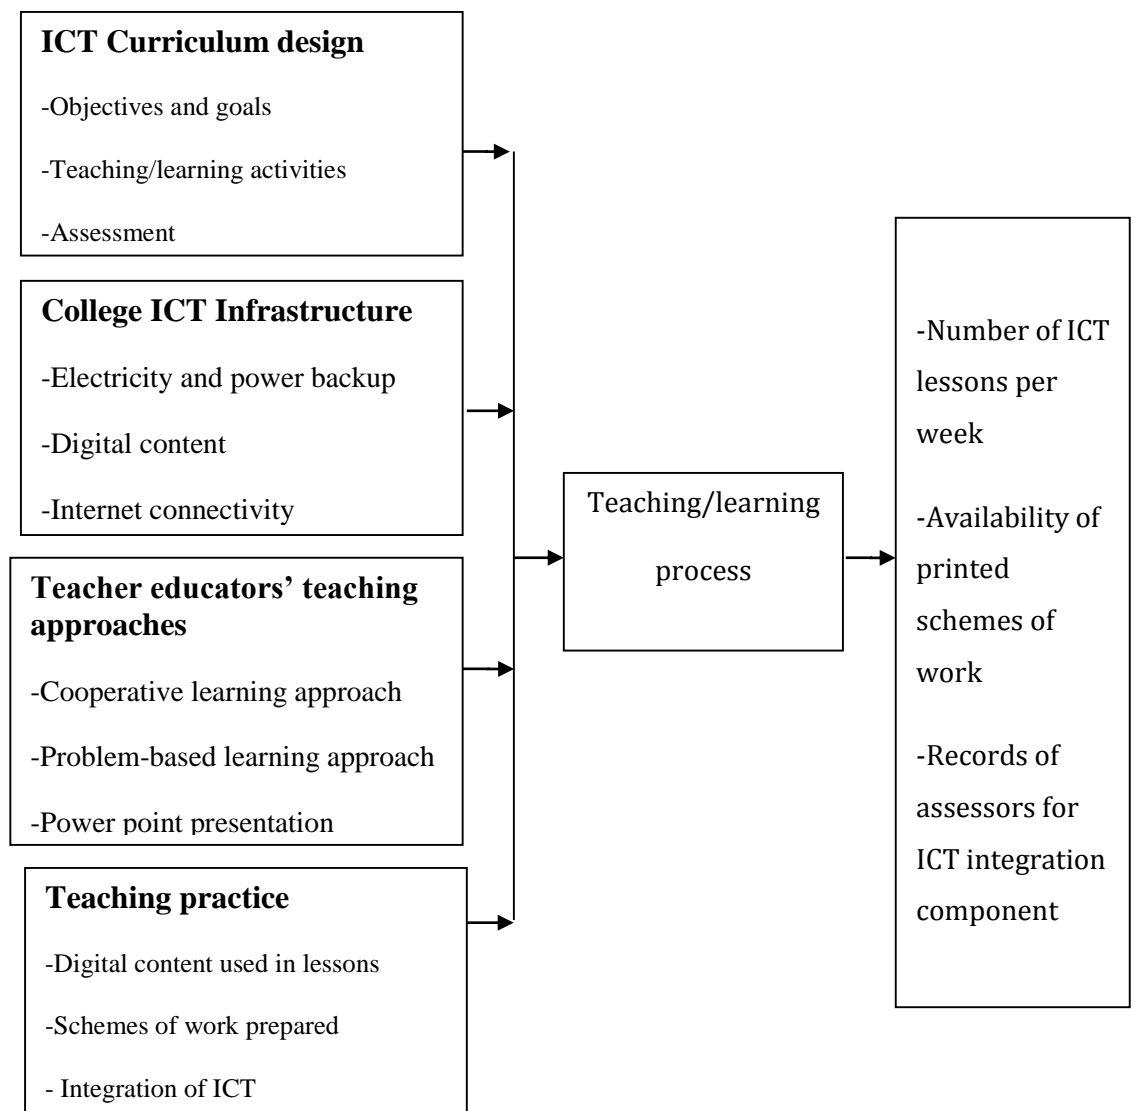 ICT Curriculum design
-Objectives and goals
-Teaching/learning activities
-Assessment
College ICT Infrastructure
-Electricity and power backup
-Digital content
-Internet connectivity
Teacher educators’ teaching
approaches
-Cooperative learning approach
-Problem-based learning approach
-Power point presentation
Teaching practice
-Digital content used in lessons
-Schemes of work prepared
- Integration of ICT
Teaching/learning
process
-Number of ICT
lessons per
week
-Availability of
printed
schemes of
work
-Records of
assessors for
ICT integration
component